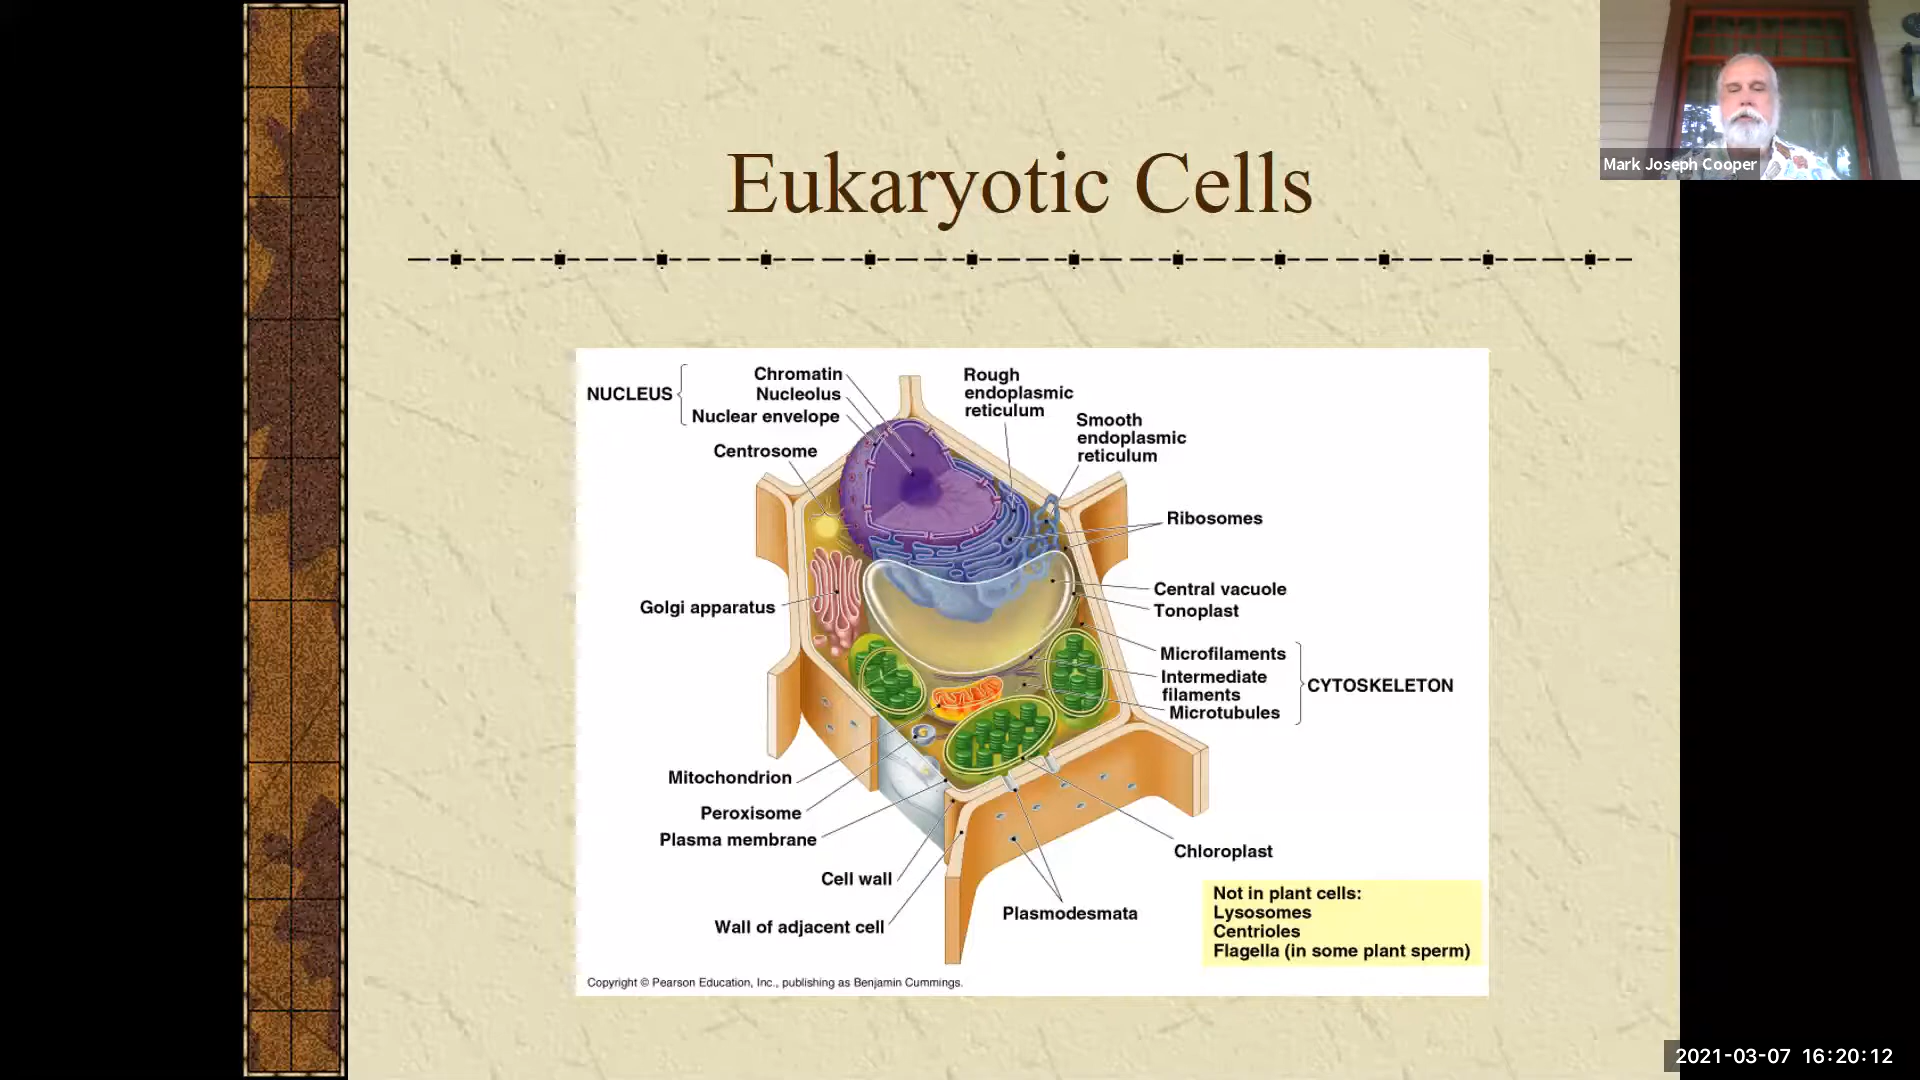 Mark Joseph Cooper
Eukaryotic Cells
NUCLEUS
Chromatin
Nucleolus
Nuclear envelope
Centrosome
Rough
endoplasmic
reticulum
Smooth
endoplasmic
reticulum
Ribosomes
Central vacuole
Tonoplast
Golgi apparatus
Microfilaments
Intermediate
filaments
Microtubules
CYTOSKELETON
Mitochondrion
Peroxisome
Plasma membrane
Cell wall
Wall of adjacent cell
Chloroplast
Plasmodesmata
Not in plant cells:
Lysosomes
Centrioles
Flagella (in some plant sperm)
Copyright © Pearson Education, Inc., publishing as Benjamin Cummings.
2021-03-07 16:20:12